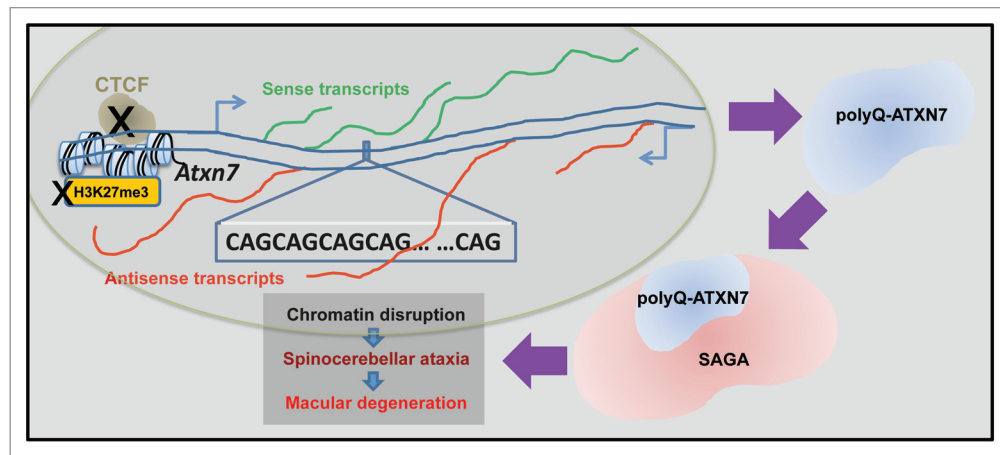 CTCF
X
Sense transcripts
polyQ-ATXN7
Atxn7
X H3K27me3
CAGCAGCAGCAG... ...CAG
Antisense transcripts
polyQ-ATXN7
SAGA
Chromatin disruption
Spinocerebellar ataxia
Macular degeneration